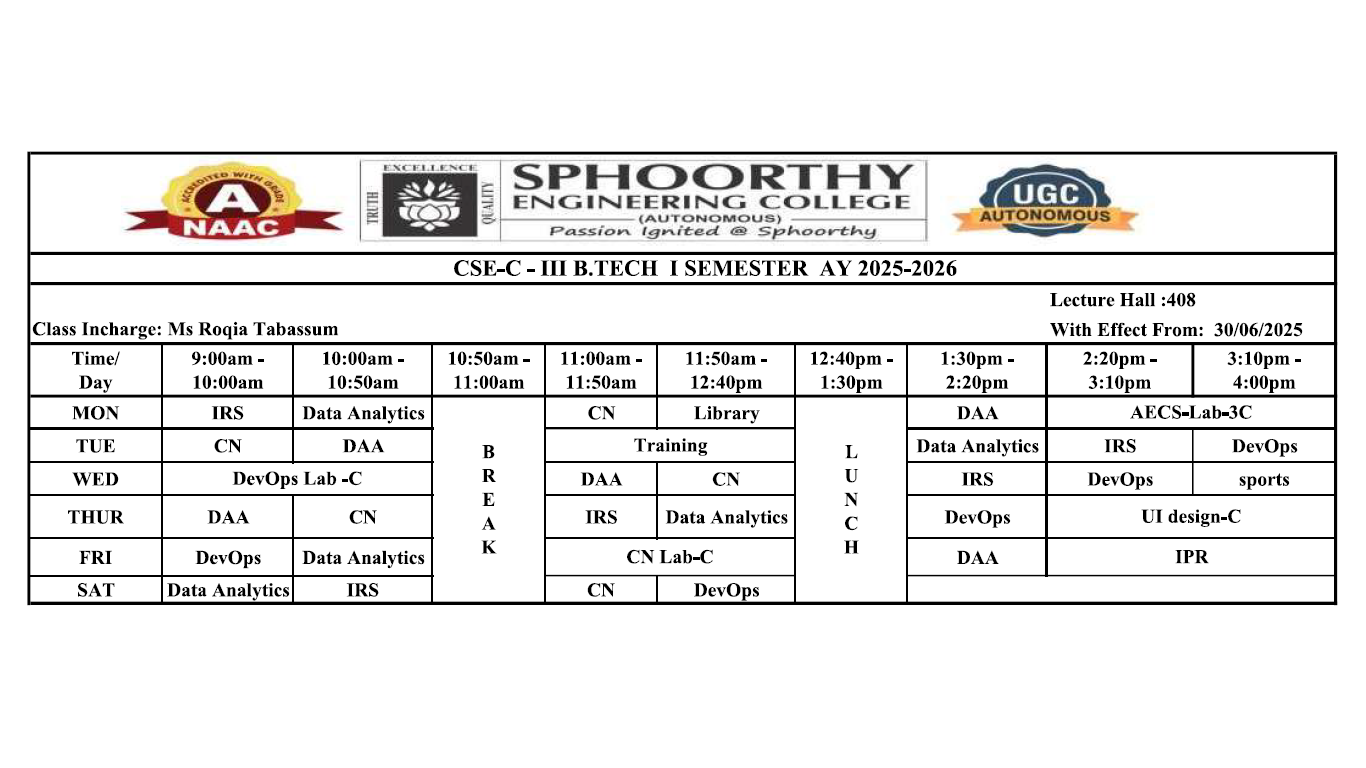 ACCREDITED WITH GRADE
A
NAAC
EXCELLENCE
TRUTH
QUALITY
SPHOORTHY
ENGINEERING COLLEGE
(AUTONOMOUS)
Passion Ignited @ Sphoorthy
UGC
AUTONOMOUS
CSE-C - III B.TECH I SEMESTER AY 2025-2026
Lecture Hall :408
Class Incharge: Ms Roqia Tabassum With Effect From: 30/06/2025
Time/ Day 9:00am - 10:00am 10:00am - 10:50am 10:50am - 11:00am 11:00am - 11:50am 11:50am - 12:40pm 12:40pm - 1:30pm 1:30pm - 2:20pm 2:20pm - 3:10pm 3:10pm - 4:00pm
MON IRS Data Analytics BREAK CN Library LUNCH DAA AECS-Lab-3C
TUE CN DAA Training Data Analytics IRS DevOps
WED DevOps Lab -C DAA CN IRS DevOps sports
THUR DAA CN IRS Data Analytics DevOps UI design-C
FRI DevOps Data Analytics CN Lab-C DAA IPR
SAT Data Analytics IRS CN DevOps